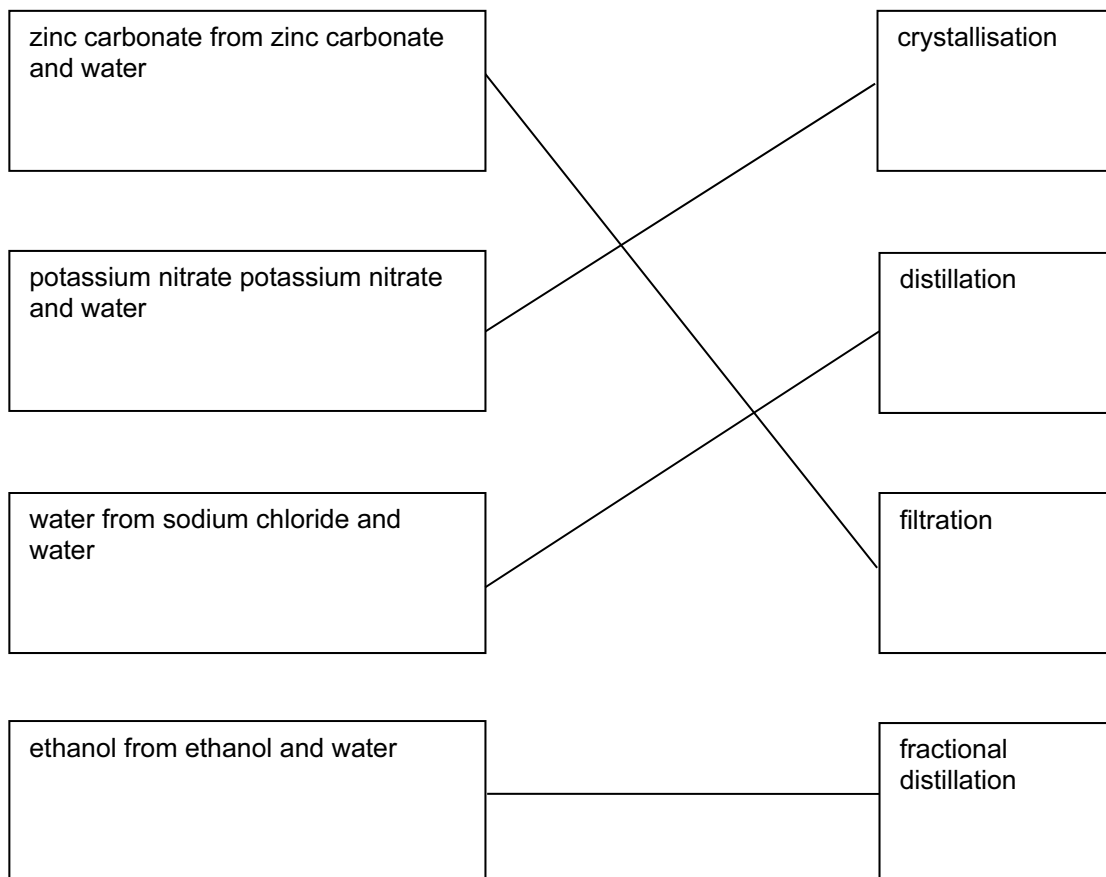 zinc carbonate from zinc carbonate
and water
crystallisation
potassium nitrate potassium nitrate
and water
distillation
water from sodium chloride and
water
filtration
ethanol from ethanol and water
fractional
distillation